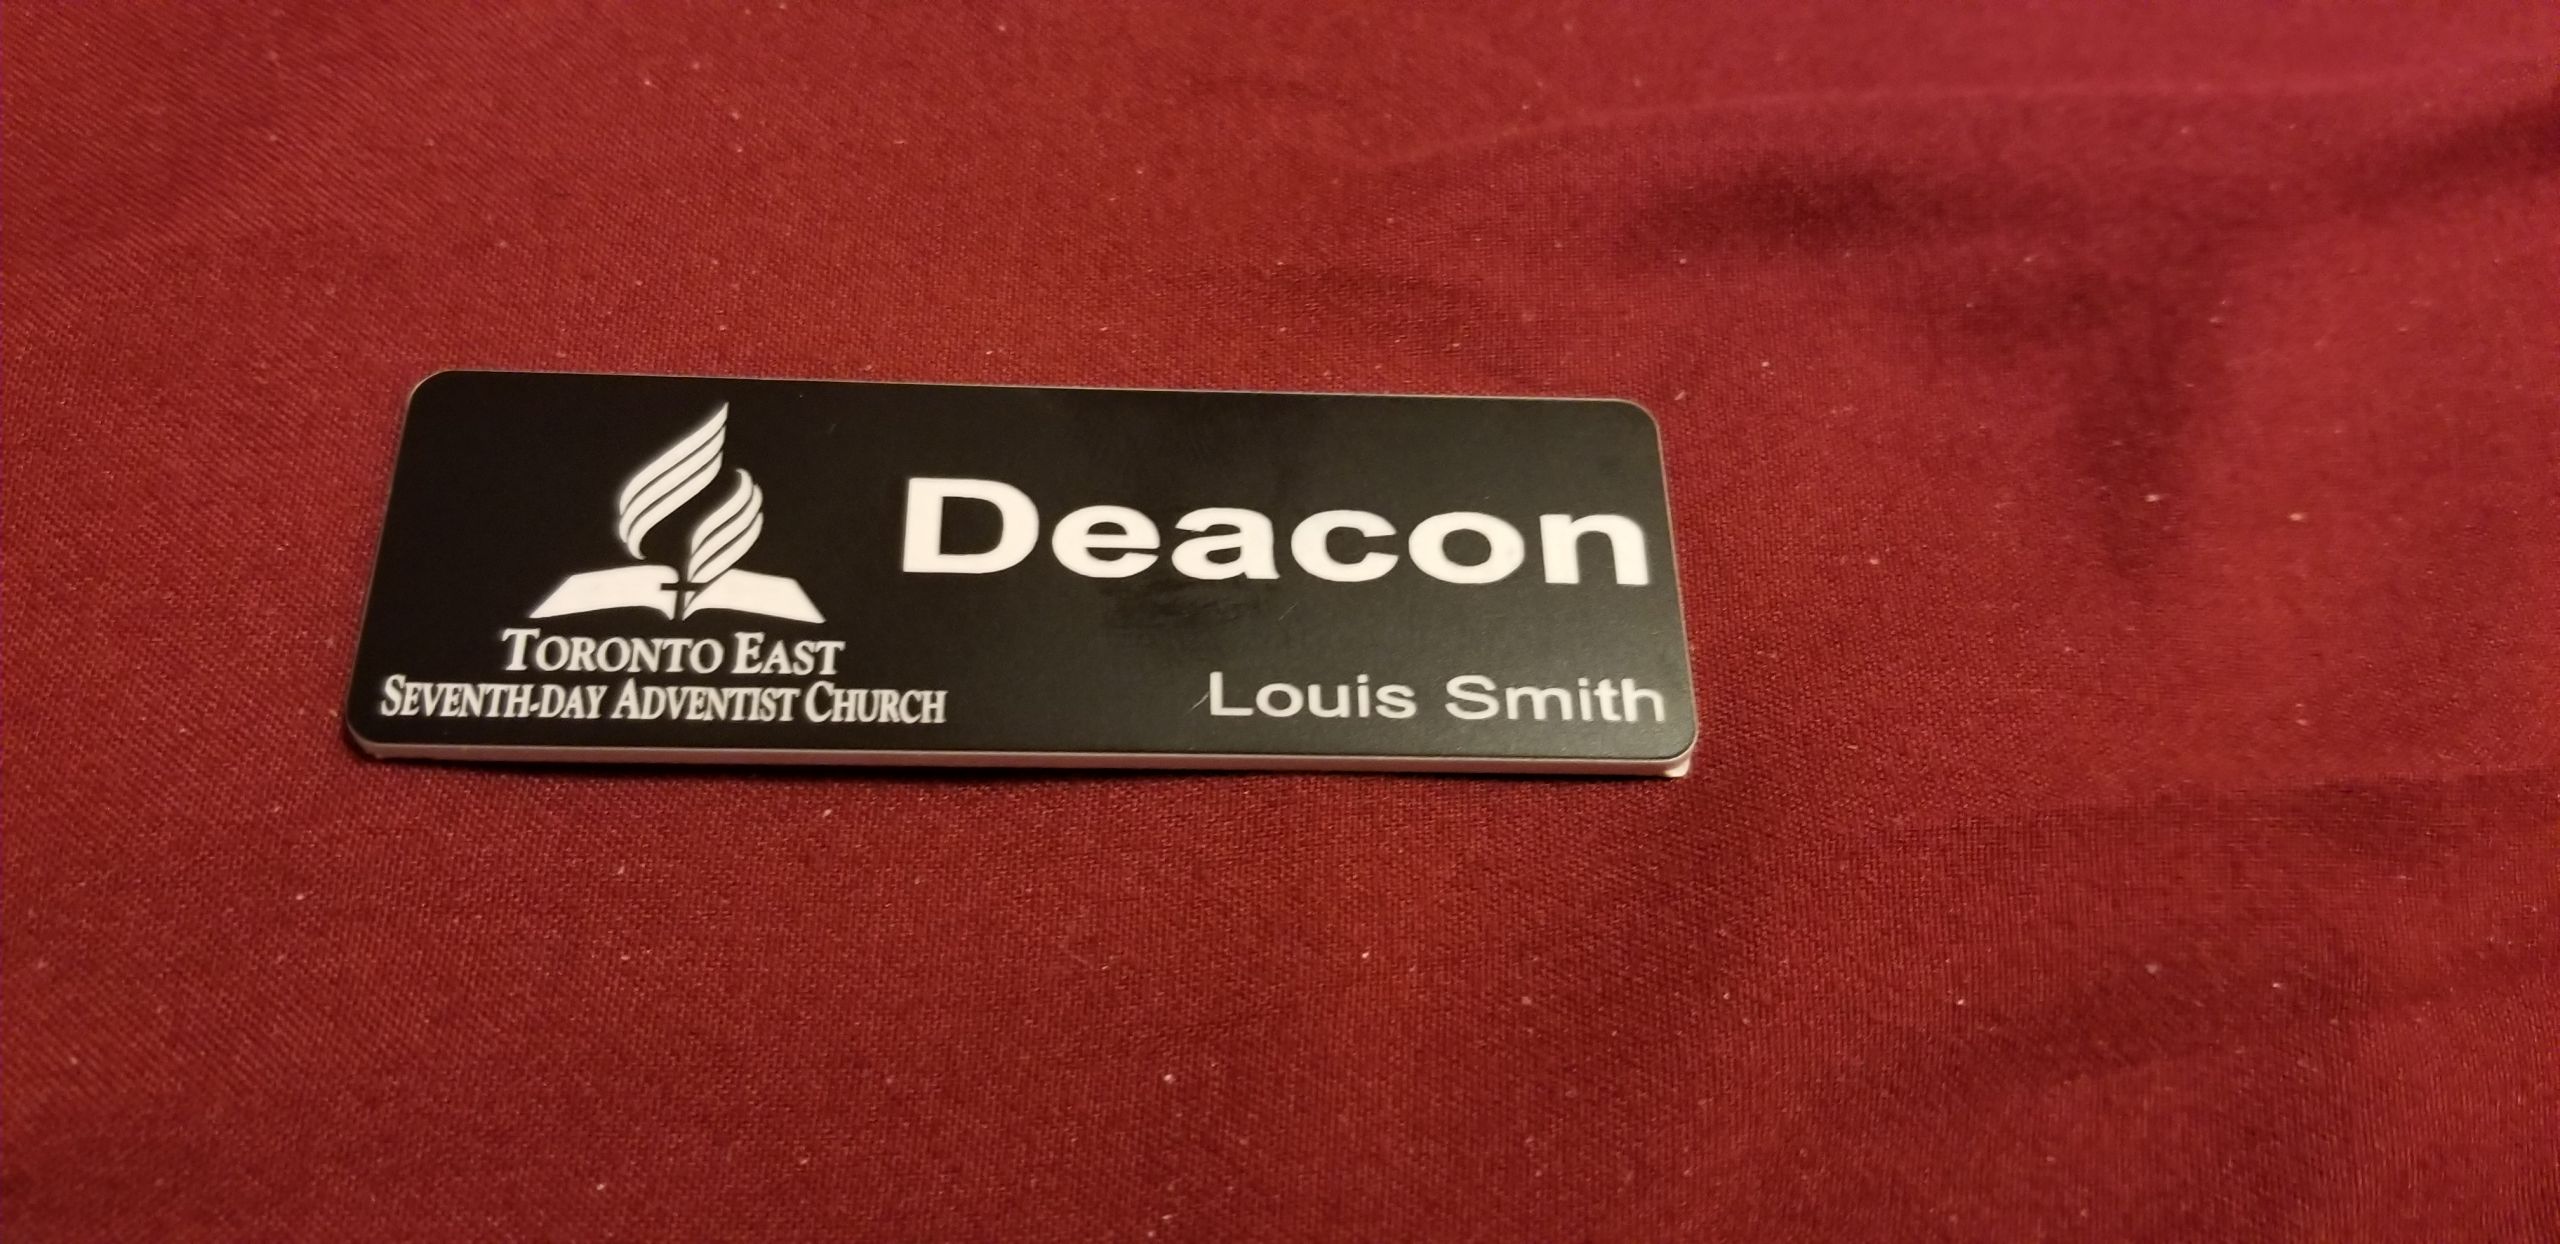 Deacon
TORONTO EAST
SEVENTH-DAY ADVENTIST CHURCH
Louis Smith